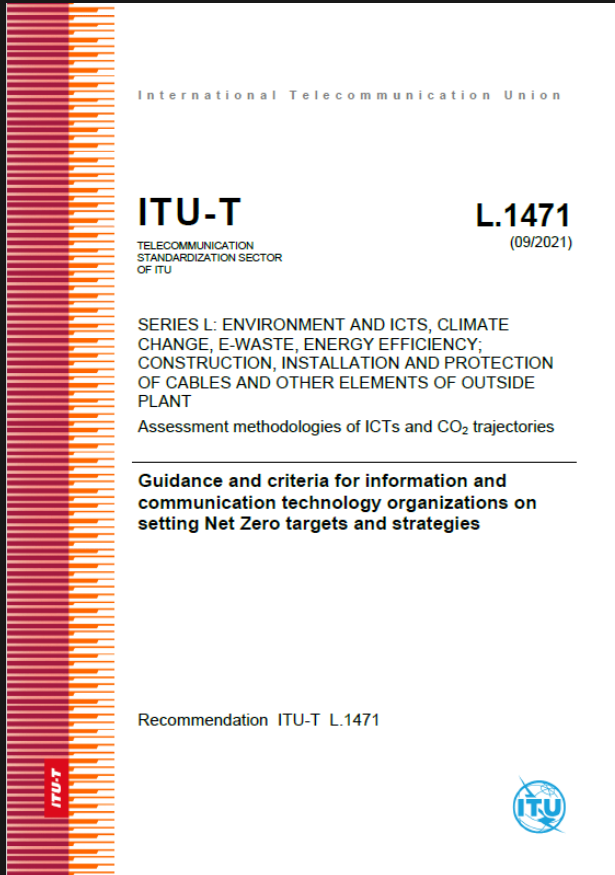 International Telecommunication Union
ITU-T
L.1471
TELECOMMUNICATION
STANDARDIZATION SECTOR
OF ITU
(09/2021)
SERIES L: ENVIRONMENT AND ICTS, CLIMATE
CHANGE, E-WASTE, ENERGY EFFICIENCY;
CONSTRUCTION, INSTALLATION AND PROTECTION
OF CABLES AND OTHER ELEMENTS OF OUTSIDE
PLANT
Assessment methodologies of ICTs and CO₂ trajectories
Guidance and criteria for information and
communication technology organizations on
setting Net Zero targets and strategies
Recommendation ITU-T L.1471
ITU-T
ITU